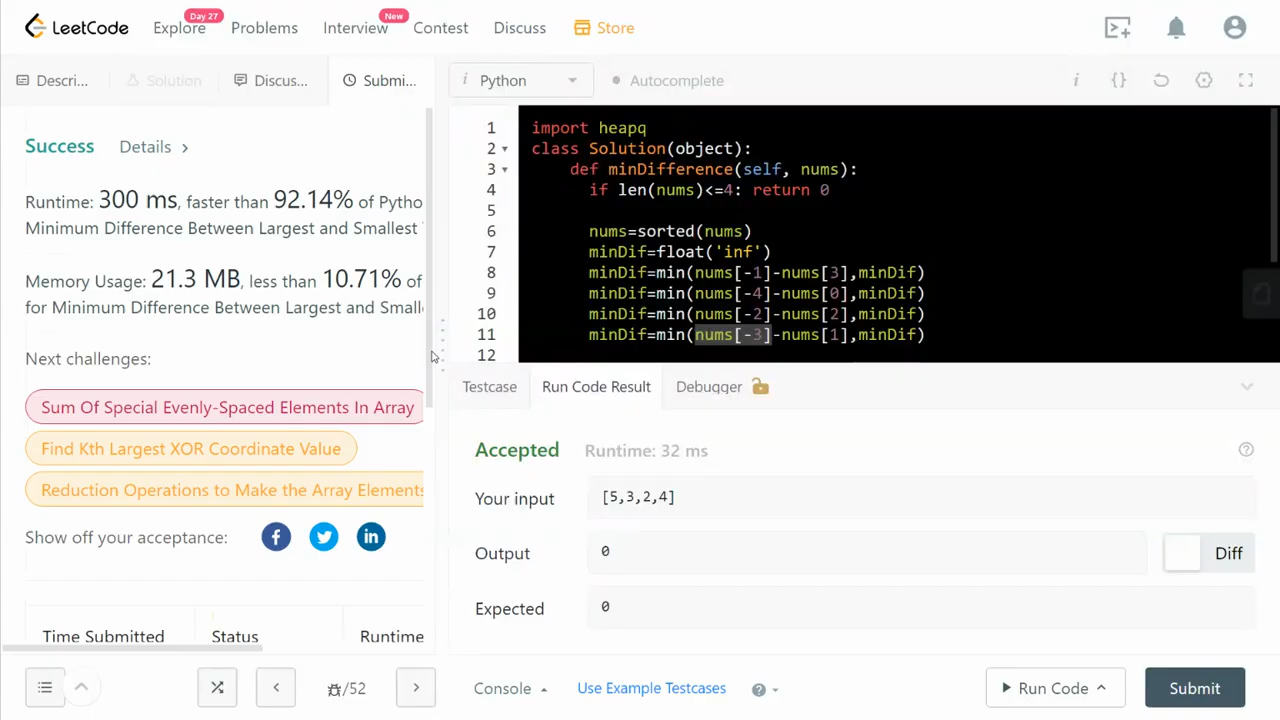 LeetCode
Explore
Day 27
Problems
Interview
New
Contest
Discuss
Store
Descri...
Solution
Discus...
Submi...
i Python
Autocomplete
i {}
Success
Details >
Runtime: 300 ms, faster than 92.14% of Pytho
Minimum Difference Between Largest and Smallest
Memory Usage: 21.3 MB, less than 10.71% of
for Minimum Difference Between Largest and Small
Next challenges:
Sum Of Special Evenly-Spaced Elements In Array
Find Kth Largest XOR Coordinate Value
Reduction Operations to Make the Array Elements
Show off your acceptance:
Time Submitted
Status
Runtime
1 import heapq
2 class Solution(object):
3 def minDifference(self, nums):
4 if len(nums)<=4: return 0
5
6 nums=sorted(nums)
7 minDif=float('inf')
8 minDif=min(nums[-1]-nums[3],minDif)
9 minDif=min(nums[-4]-nums[0],minDif)
10 minDif=min(nums[-2]-nums[2],minDif)
11 minDif=min(nums[-3]-nums[1],minDif)
12
Testcase
Run Code Result
Debugger
Accepted
Runtime: 32 ms
Your input
[5,3,2,4]
Output
0
Diff
Expected
0
/52
Console
Use Example Testcases
Run Code
Submit